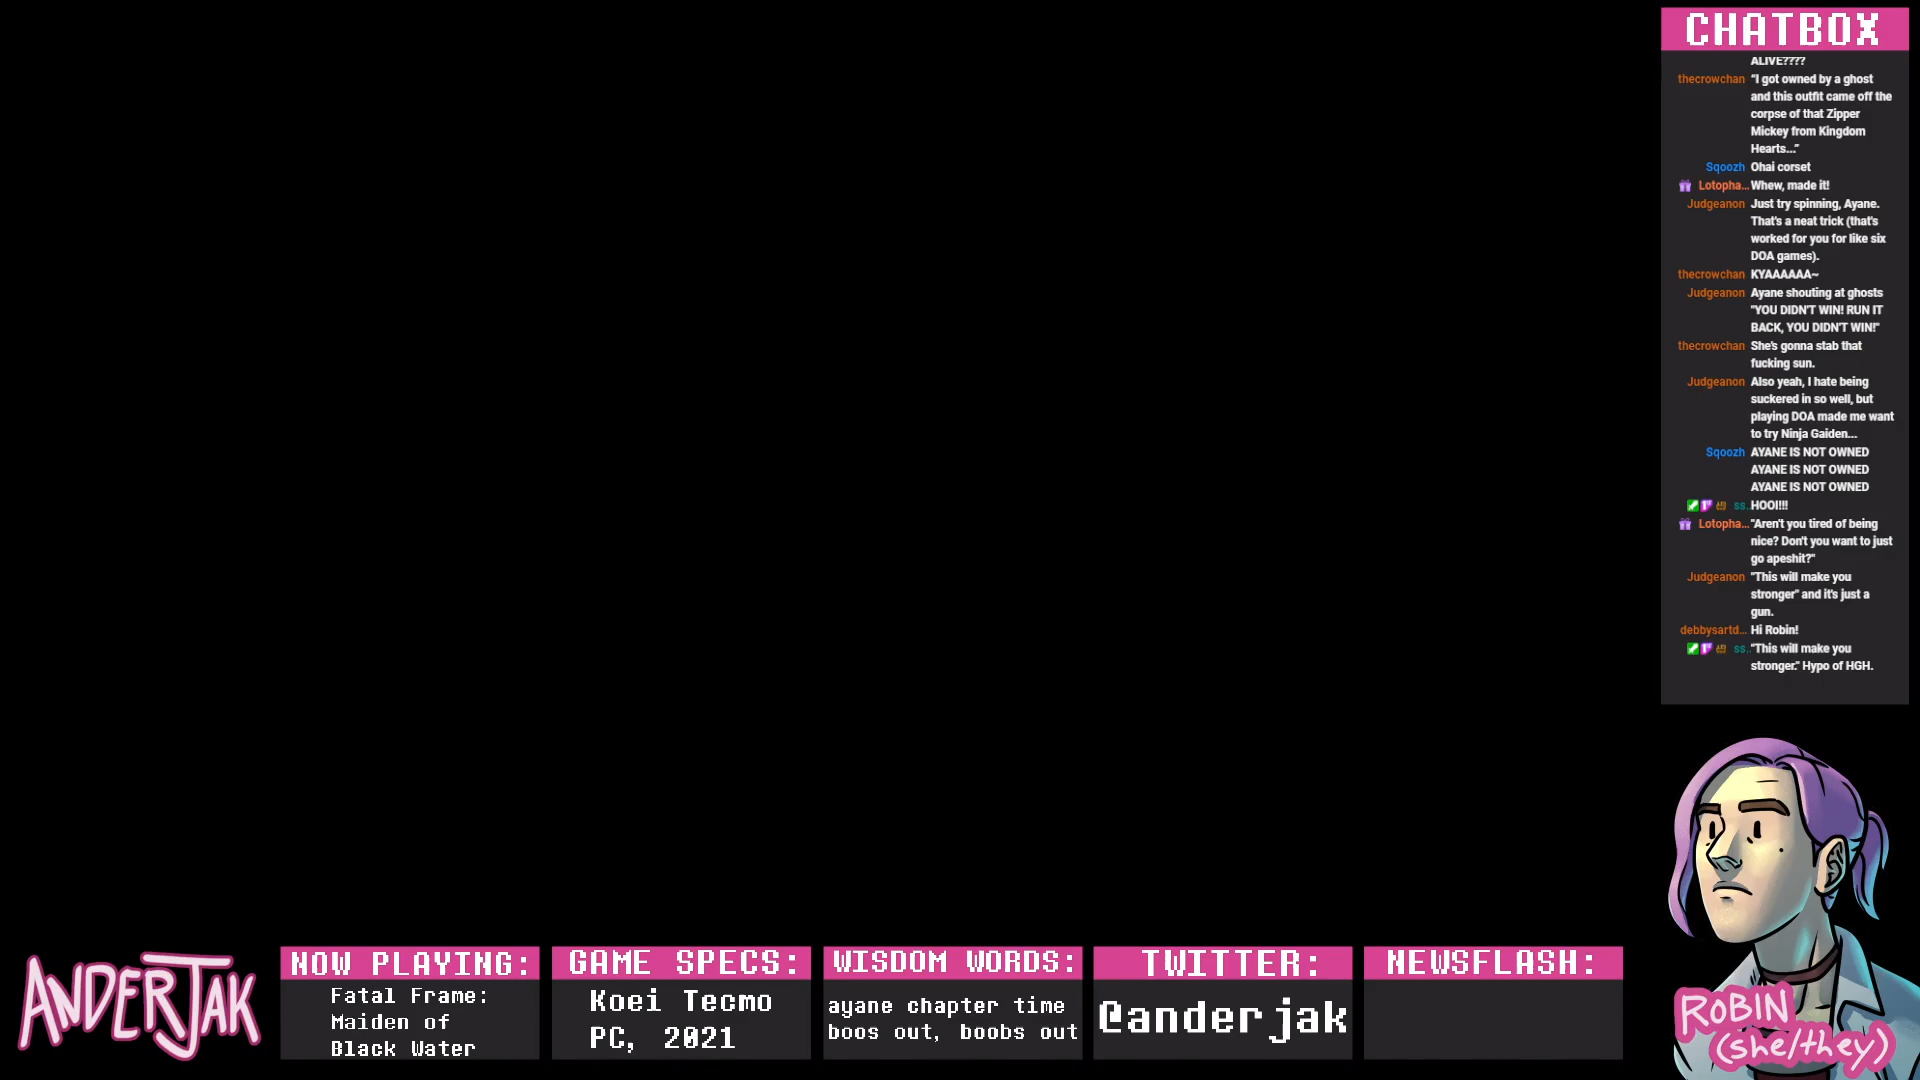 CHATBOX
ALIVE????
thecrowchan "I got owned by a ghost
and this outfit came off the
corpse of that Zipper
Mickey from Kingdom
Hearts..."
Sqoozh Ohai corset
Lotopha... Whew, made it!
Judgeanon Just try spinning, Ayane.
That's a neat trick (that's
worked for you for like six
DOA games).
thecrowchan KYAAAAAA~
Judgeanon Ayane shouting at ghosts
"YOU DIDN'T WIN! RUN IT
BACK, YOU DIDN'T WIN!"
thecrowchan She's gonna stab that
fucking sun.
Judgeanon Also yeah, I hate being
suckered in so well, but
playing DOA made me want
to try Ninja Gaiden...
Sqoozh AYANE IS NOT OWNED
AYANE IS NOT OWNED
AYANE IS NOT OWNED
ss.. HOOI!!!
Lotopha... "Aren't you tired of being
nice? Don't you want to just
go apeshit?"
Judgeanon "This will make you
stronger" and it's just a
gun.
debbysartd... Hi Robin!
ss.. "This will make you
stronger." Hypo of HGH.
ANDERJAK
NOW PLAYING:
Fatal Frame:
Maiden of
Black Water
GAME SPECS:
Koei Tecmo
PC, 2021
WISDOM WORDS:
ayane chapter time
boos out, boobs out
TWITTER:
@anderjak
NEWSFLASH:
ROBIN
(she/they)